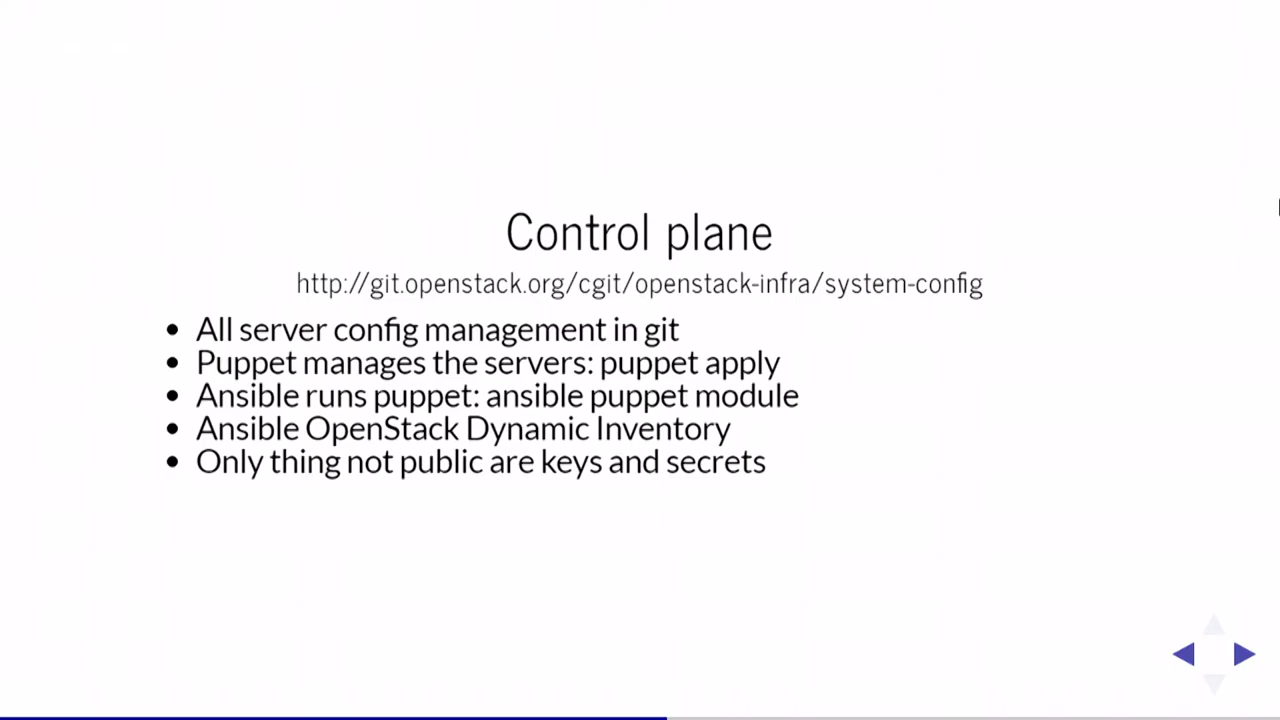 Control plane
http://git.openstack.org/cgit/openstack-infra/system-config
All server config management in git
Puppet manages the servers: puppet apply
Ansible runs puppet: ansible puppet module
Ansible OpenStack Dynamic Inventory
Only thing not public are keys and secrets